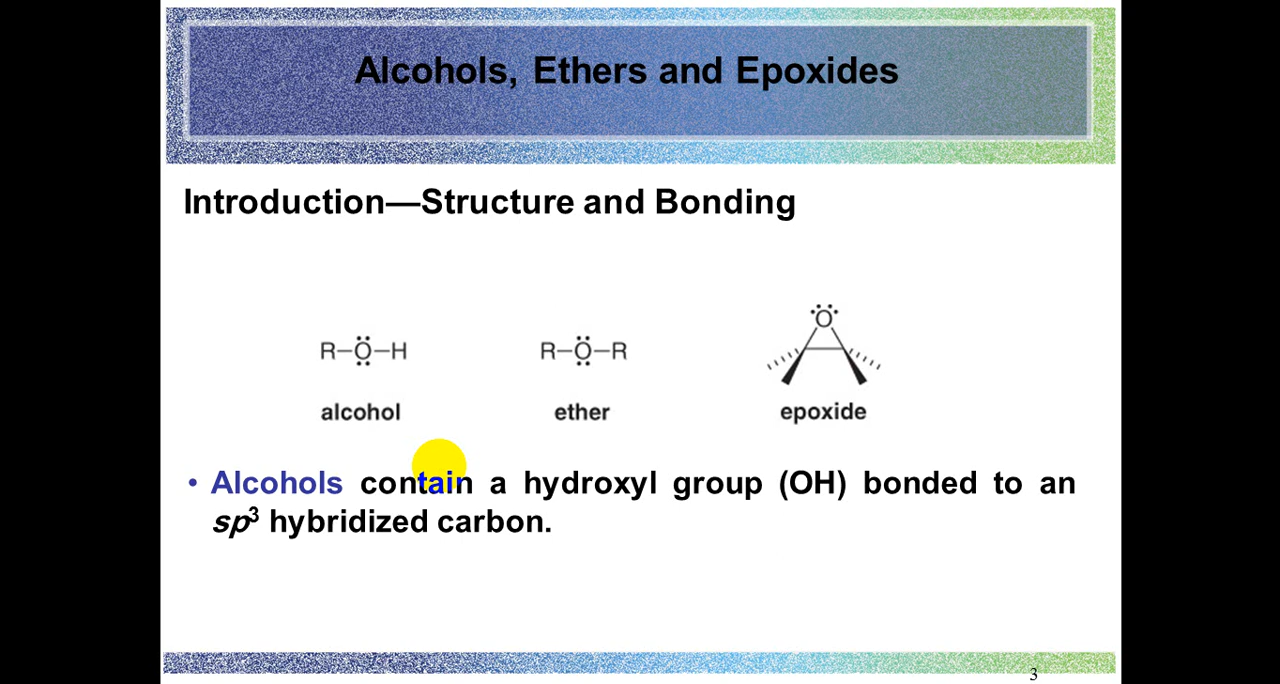 Alcohols, Ethers and Epoxides
Introduction—Structure and Bonding
R–Ö–H
R–Ö–R
O
alcohol
ether
epoxide
• Alcohols contain a hydroxyl group (OH) bonded to an
sp³ hybridized carbon.
3